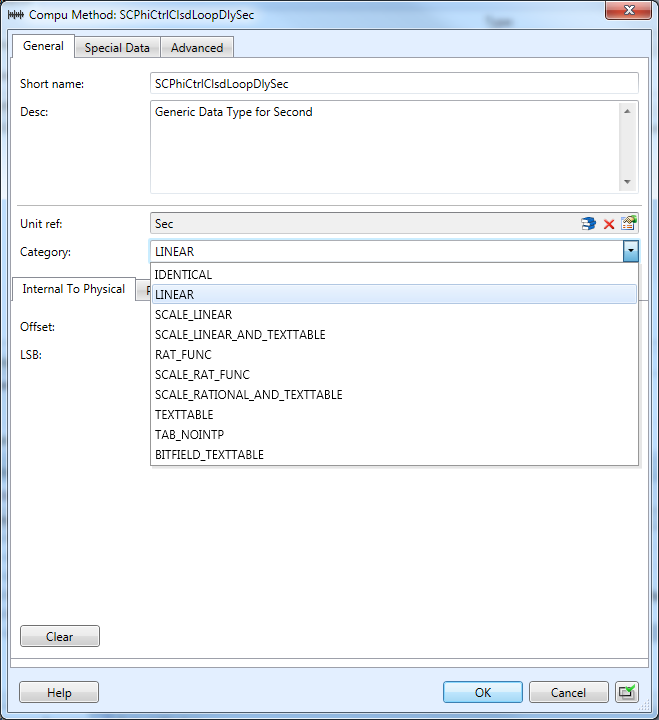 Compu Method: SCPhiCtrlClsdLoopDlySec
General Special Data Advanced
Short name: SCPhiCtrlClsdLoopDlySec
Desc: Generic Data Type for Second
Unit ref: Sec
Category: LINEAR
IDENTICAL
Internal To Physical LINEAR
SCALE_LINEAR
Offset: SCALE_LINEAR_AND_TEXTTABLE
LSB: RAT_FUNC
SCALE_RAT_FUNC
SCALE_RATIONAL_AND_TEXTTABLE
TEXTTABLE
TAB_NOINTP
BITFIELD_TEXTTABLE
Clear
Help OK Cancel